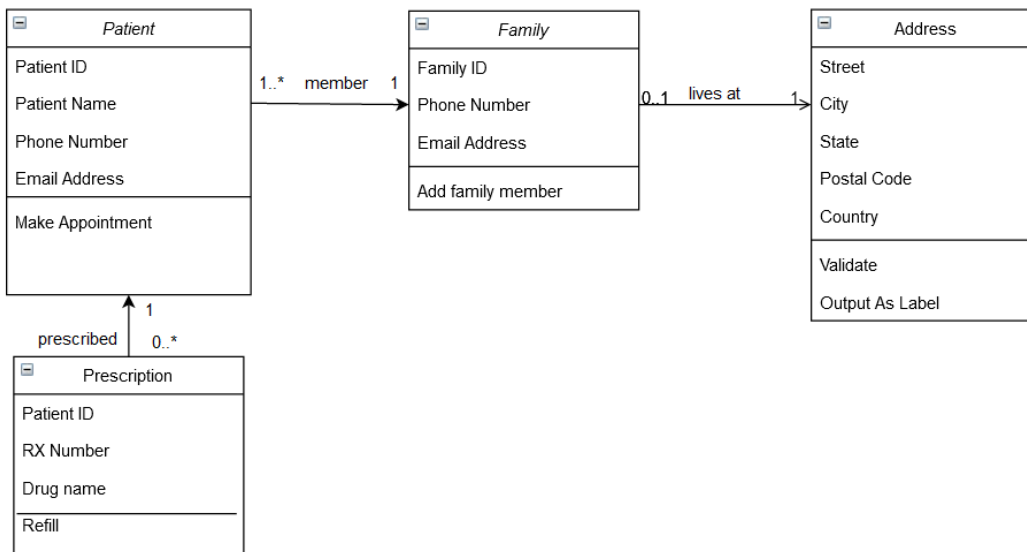 Patient
Patient ID
Patient Name
Phone Number
Email Address
Make Appointment
1..* member 1
Family
Family ID
Phone Number
Email Address
Add family member
0..1 lives at 1
Address
Street
City
State
Postal Code
Country
Validate
Output As Label
1
prescribed 0..*
Prescription
Patient ID
RX Number
Drug name
Refill